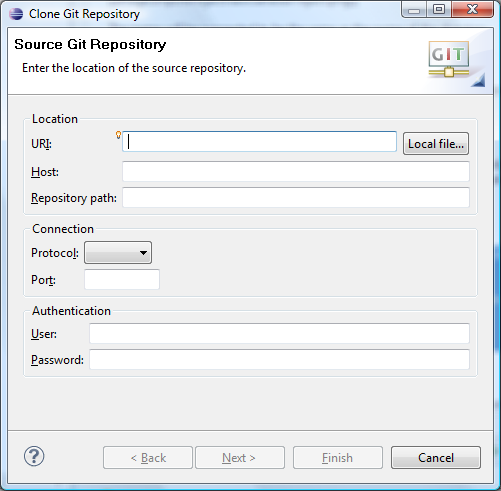 Clone Git Repository
Source Git Repository
Enter the location of the source repository.
GIT
Location
URI:
Local file...
Host:
Repository path:
Connection
Protocol:
Port:
Authentication
User:
Password:
?
< Back
Next >
Finish
Cancel